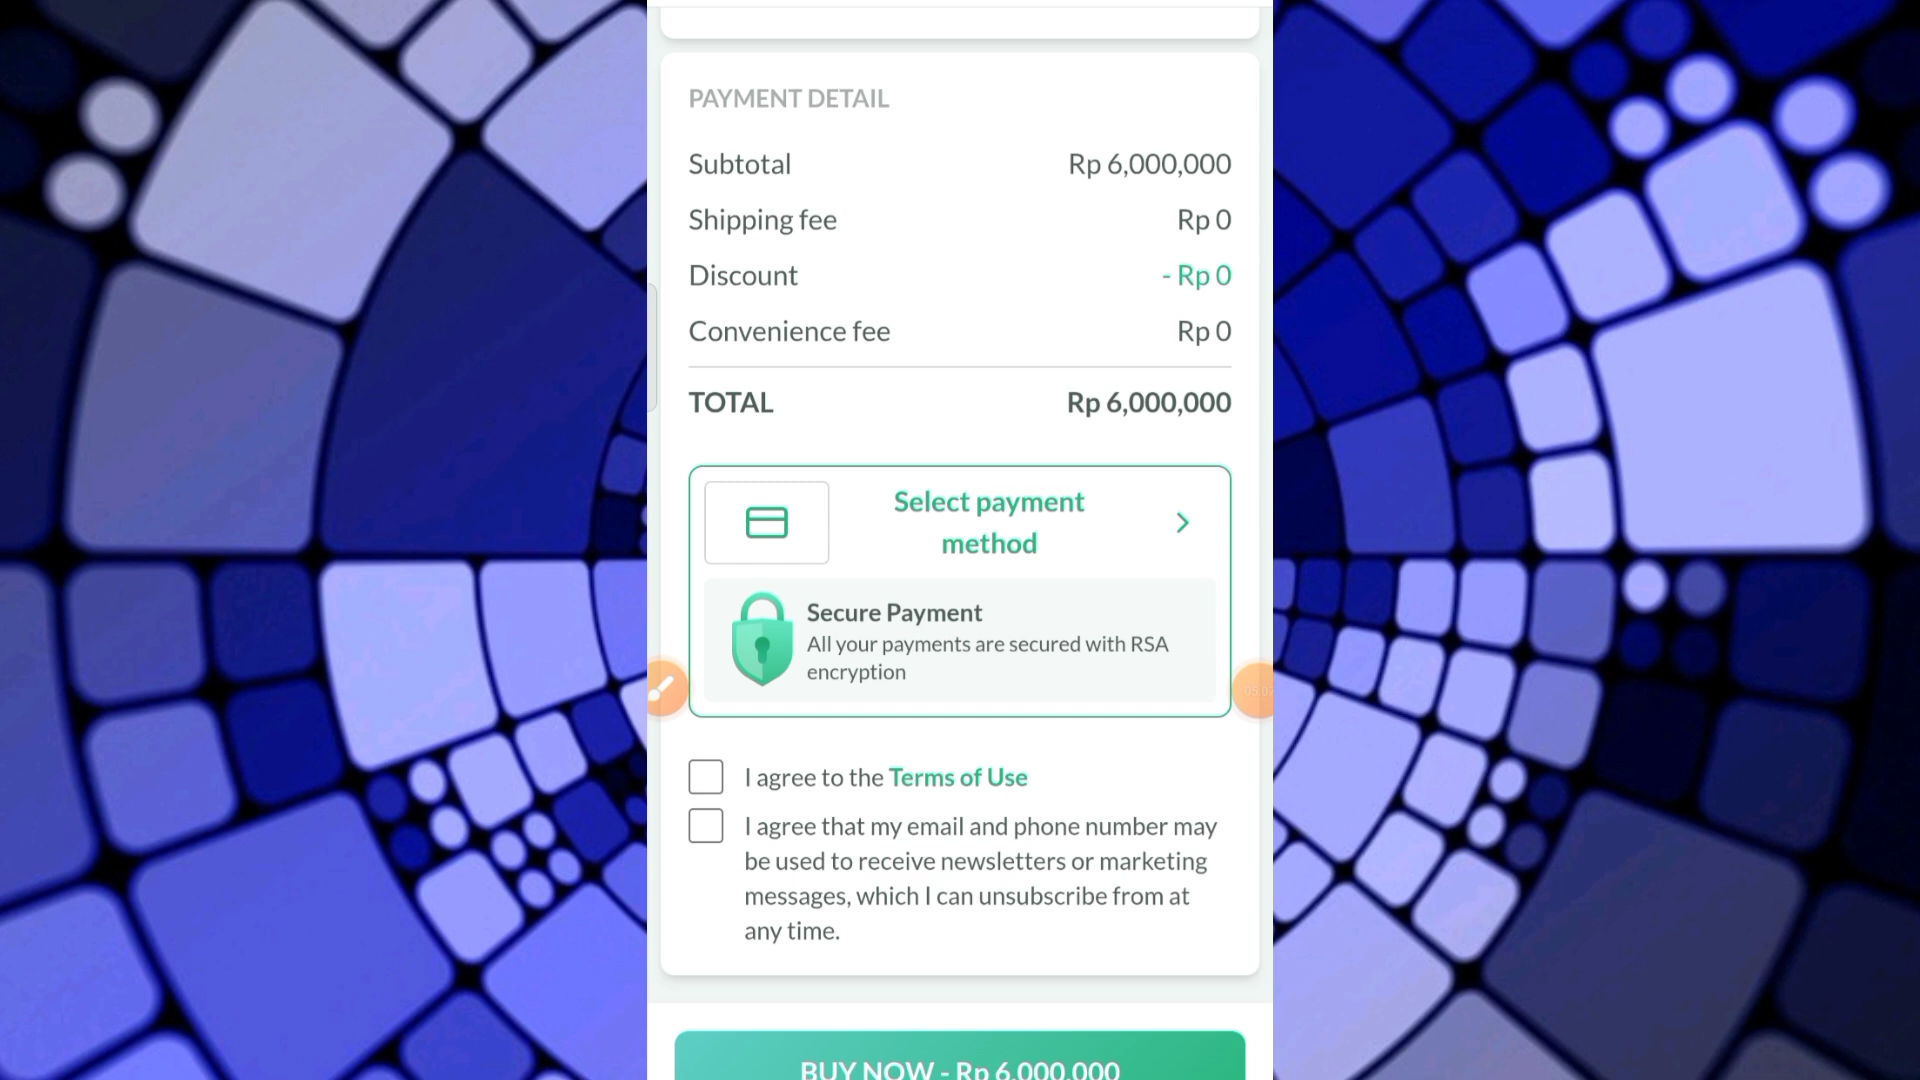 PAYMENT DETAIL
Subtotal Rp 6,000,000
Shipping fee Rp 0
Discount - Rp 0
Convenience fee Rp 0
TOTAL Rp 6,000,000
Select payment
method
Secure Payment
All your payments are secured with RSA
encryption
I agree to the Terms of Use
I agree that my email and phone number may
be used to receive newsletters or marketing
messages, which I can unsubscribe from at
any time.
BUY NOW - Rp 6,000,000